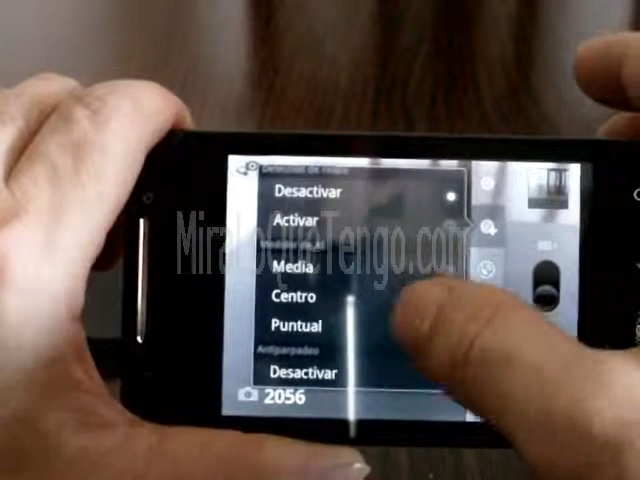 Desactivar
Activar
MiraLoQueTengo.com
Media
Centro
Puntual
Antiparpadeo
Desactivar
2056